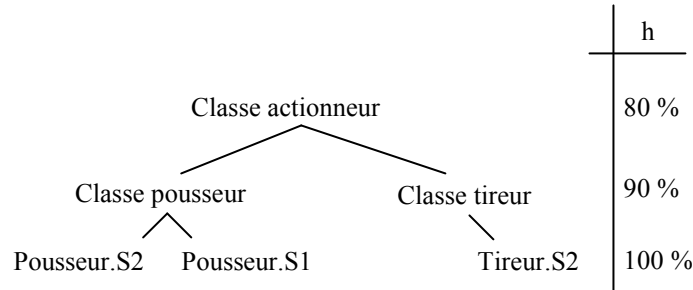 h
Classe actionneur 80 %
Classe pousseur Classe tireur 90 %
Pousseur.S2 Pousseur.S1 Tireur.S2 100 %